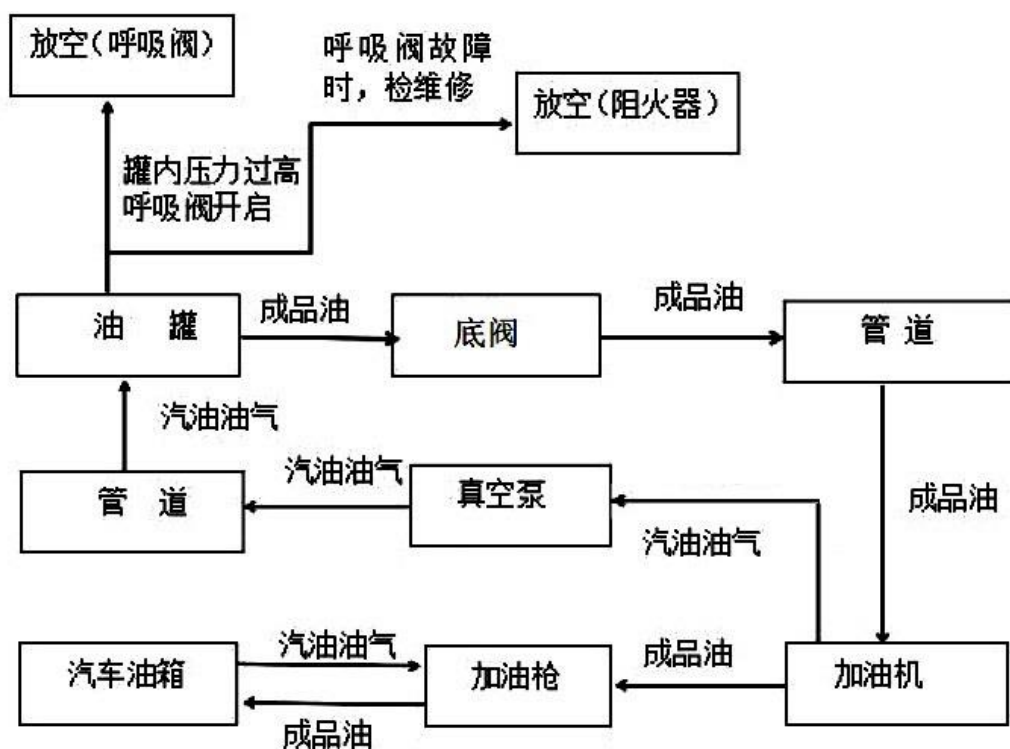 放空(呼吸阀)
呼吸阀故障
时，检维修
放空(阻火器)
罐内压力过高
呼吸阀开启
油 罐
成品油
底阀
成品油
管 道
汽油油气
成品油
管 道
汽油油气
真空泵
汽油油气
汽车油箱
汽油油气
成品油
加油枪
成品油
加油机